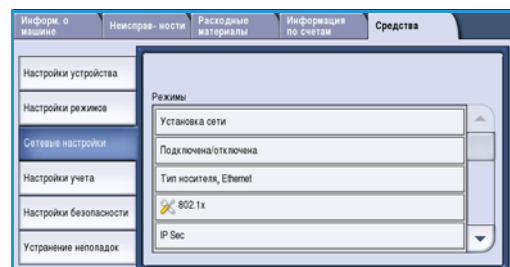 Информ. о машине
Неисправ- ности
Расходные материалы
Информация по счетам
Средства
Настройки устройства
Настройки режимов
Сетевые настройки
Настройки учета
Настройки безопасности
Устранение неполадок
Режимы
Установка сети
Подключена/отключена
Тип носителя, Ethernet
802.1x
IP Sec